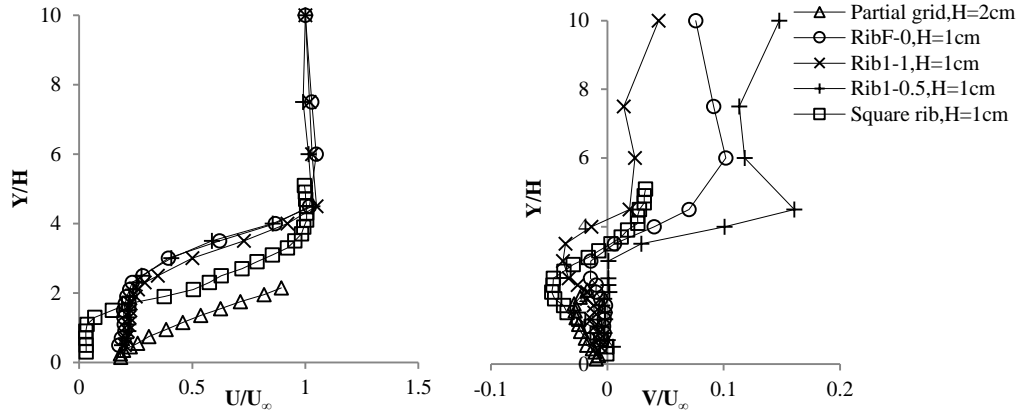 10
8
6
4
2
0
Y/H
0
0.5
1
1.5
U/U∞
10
8
6
4
2
0
Y/H
-0.1
0
0.1
0.2
V/U∞
Partial grid,H=2cm
RibF-0,H=1cm
Rib1-1,H=1cm
Rib1-0.5,H=1cm
Square rib,H=1cm